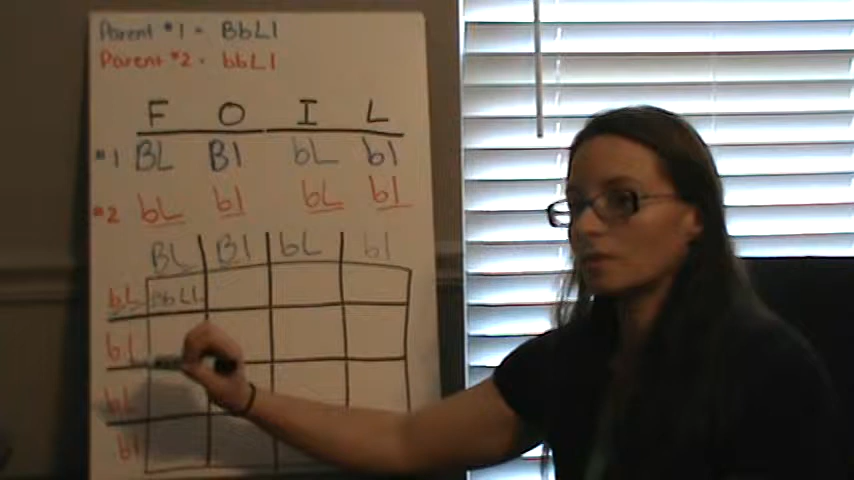 Parent #1 = BbLl
Parent #2 = bbLl
F O I L
#1 BL Bl bL bl
#2 bL bl bL bl
BL Bl bL bl
bL BbLl
bl
bL
bl